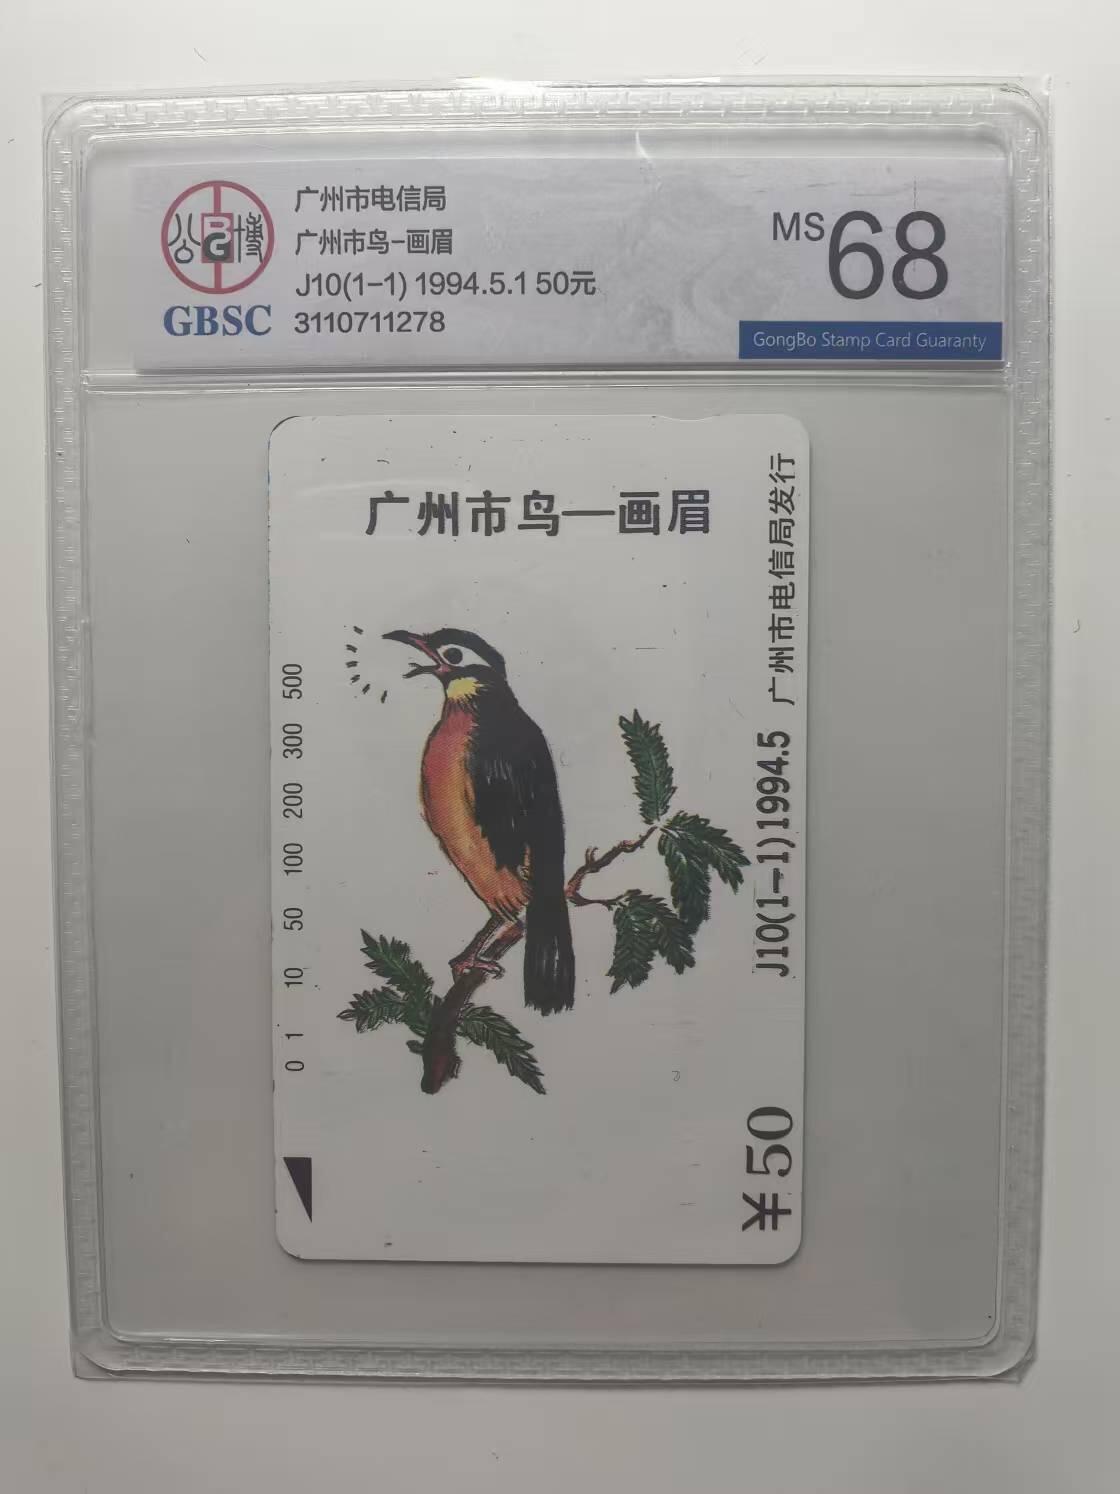 公博
BG
GBSC
广州市电信局
广州市鸟-画眉
J10(1-1) 1994.5.1 50元
3110711278
MS 68
GongBo Stamp Card Guaranty
广州市鸟—画眉
0 1 10 50 100 200 300 500
J10(1-1)1994.5 广州市电信局发行
¥50